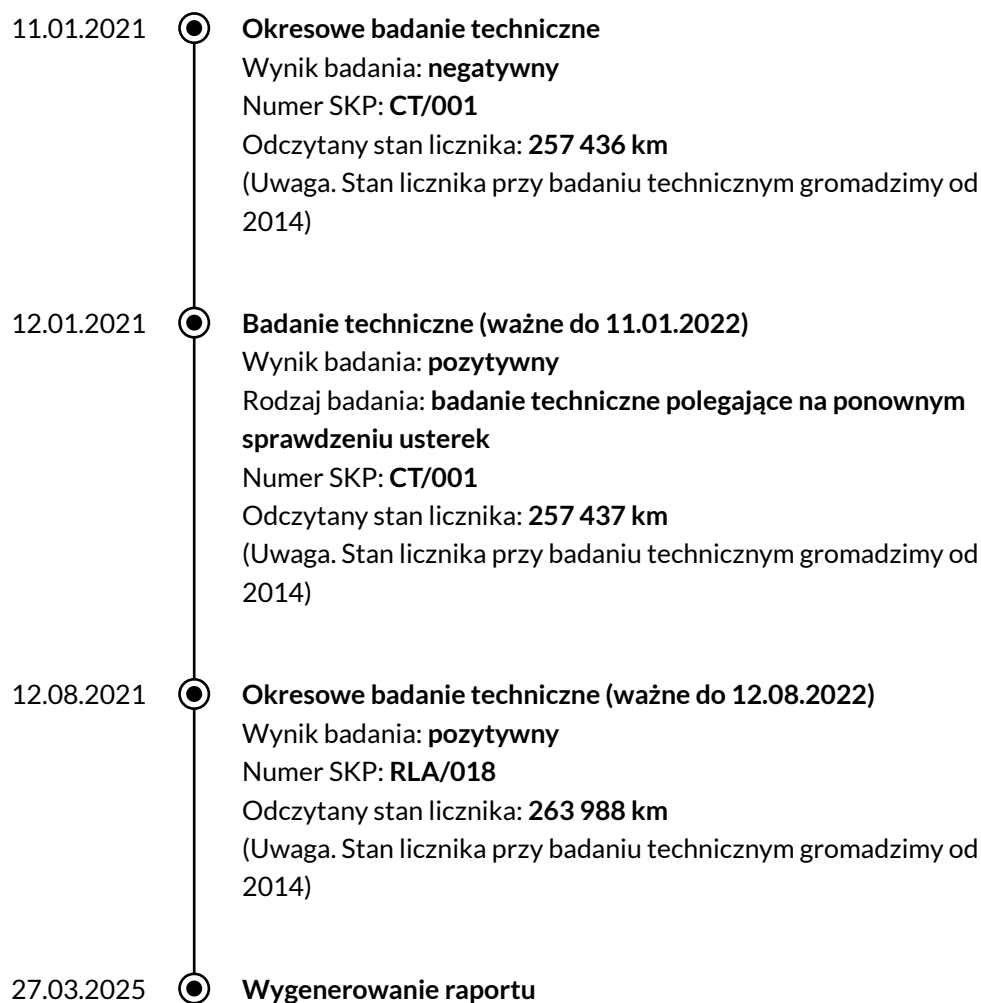 11.01.2021 Okresowe badanie techniczne
Wynik badania: negatywny
Numer SKP: CT/001
Odczytany stan licznika: 257 436 km
(Uwaga. Stan licznika przy badaniu technicznym gromadzimy od
2014)
12.01.2021 Badanie techniczne (ważne do 11.01.2022)
Wynik badania: pozytywny
Rodzaj badania: badanie techniczne polegające na ponownym
sprawdzeniu usterek
Numer SKP: CT/001
Odczytany stan licznika: 257 437 km
(Uwaga. Stan licznika przy badaniu technicznym gromadzimy od
2014)
12.08.2021 Okresowe badanie techniczne (ważne do 12.08.2022)
Wynik badania: pozytywny
Numer SKP: RLA/018
Odczytany stan licznika: 263 988 km
(Uwaga. Stan licznika przy badaniu technicznym gromadzimy od
2014)
27.03.2025 Wygenerowanie raportu